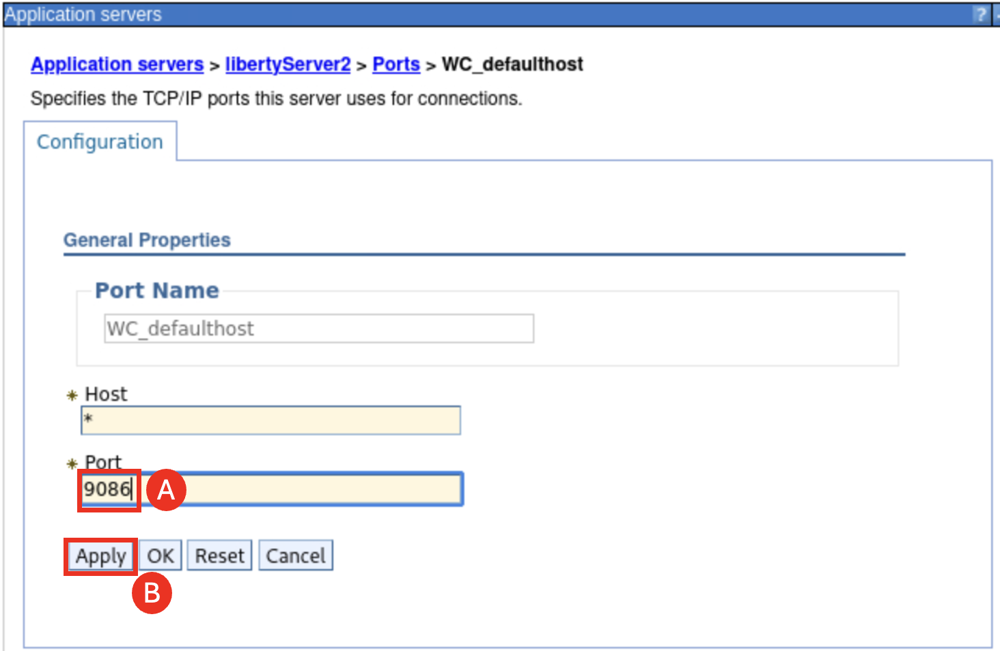 Application servers ?
Application servers > libertyServer2 > Ports > WC_defaulthost
Specifies the TCP/IP ports this server uses for connections.
Configuration
General Properties
Port Name
WC_defaulthost
* Host
*
* Port
9086 A
Apply OK Reset Cancel
B